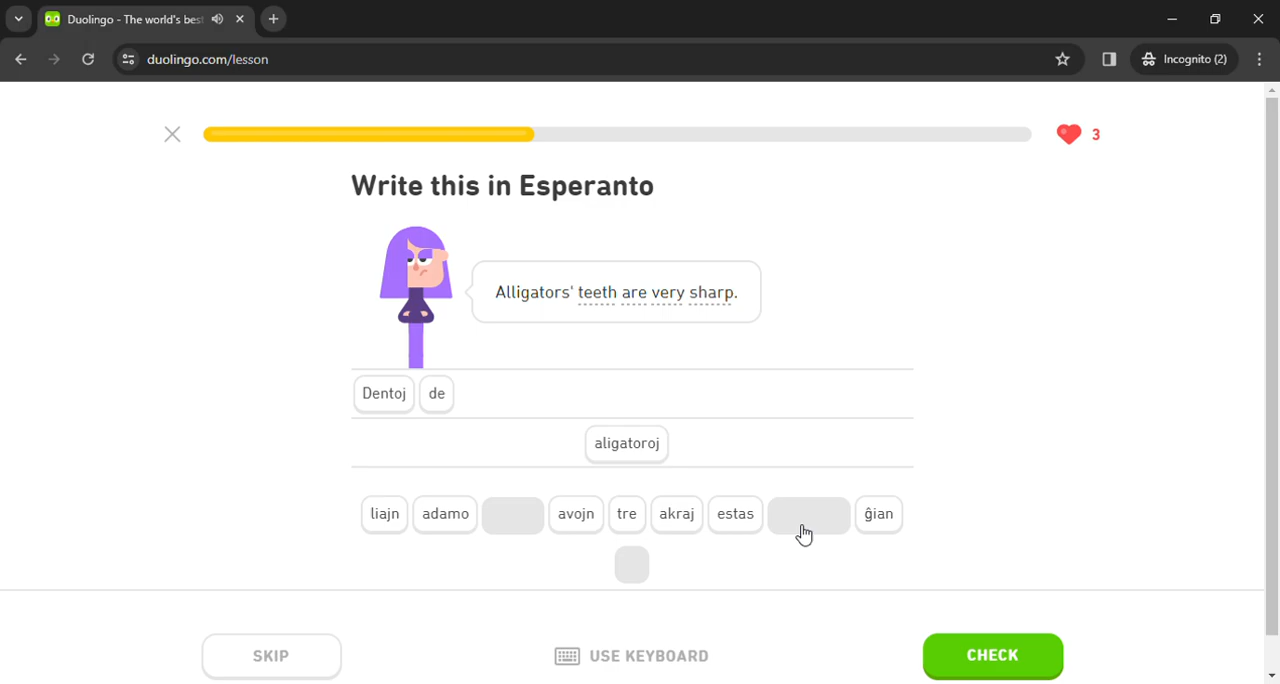 Duolingo - The world's bes
duolingo.com/lesson
Incognito (2)
3
Write this in Esperanto
Alligators' teeth are very sharp.
Dentoj de
aligatoroj
liajn adamo avojn tre akraj estas ĝian
SKIP USE KEYBOARD CHECK